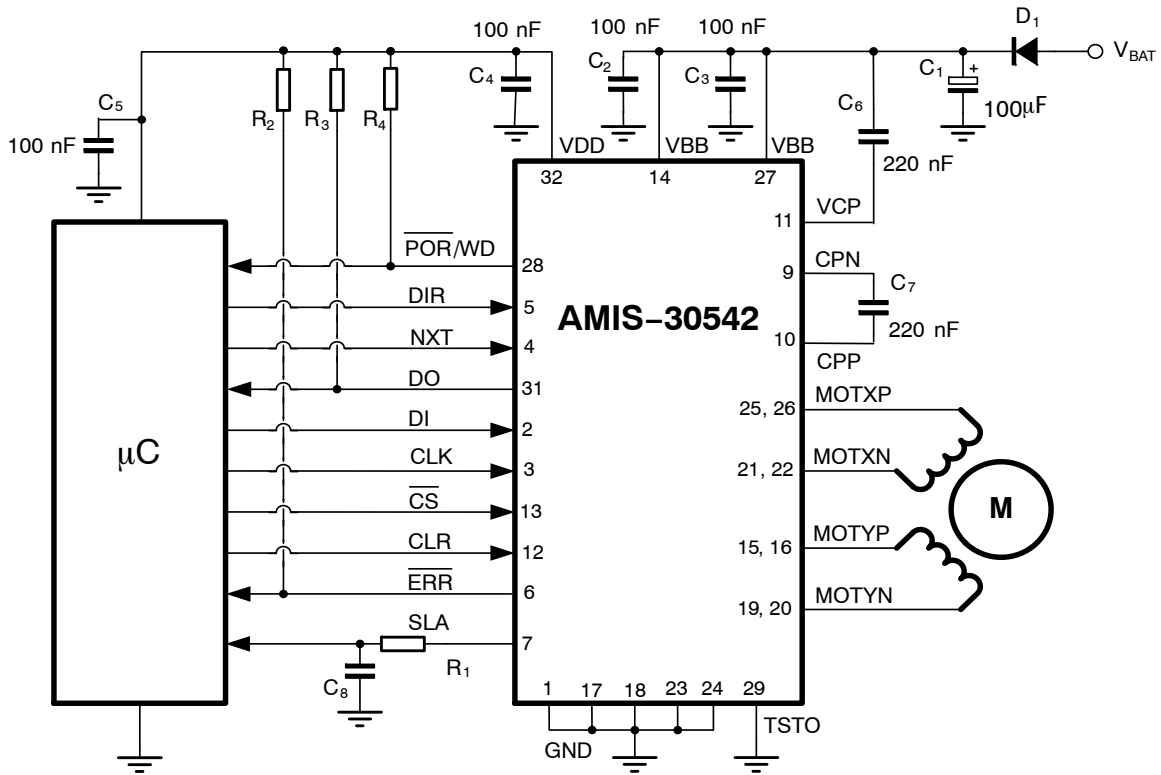 100 nF
100 nF
100 nF
D1
VBAT
C4
C2
C3
C1
+
100μF
C5
100 nF
R2
R3
R4
C6
220 nF
VDD
VBB
VBB
32
14
27
11
VCP
POR/WD
28
9
CPN
DIR
5
C7
220 nF
AMIS–30542
NXT
4
10
CPP
DO
31
MOTXP
25, 26
DI
2
μC
CLK
3
21, 22
MOTXN
CS
13
M
MOTYP
15, 16
CLR
12
ERR
6
MOTYN
19, 20
SLA
7
R1
C8
1
17
18
23
24
29
GND
TSTO